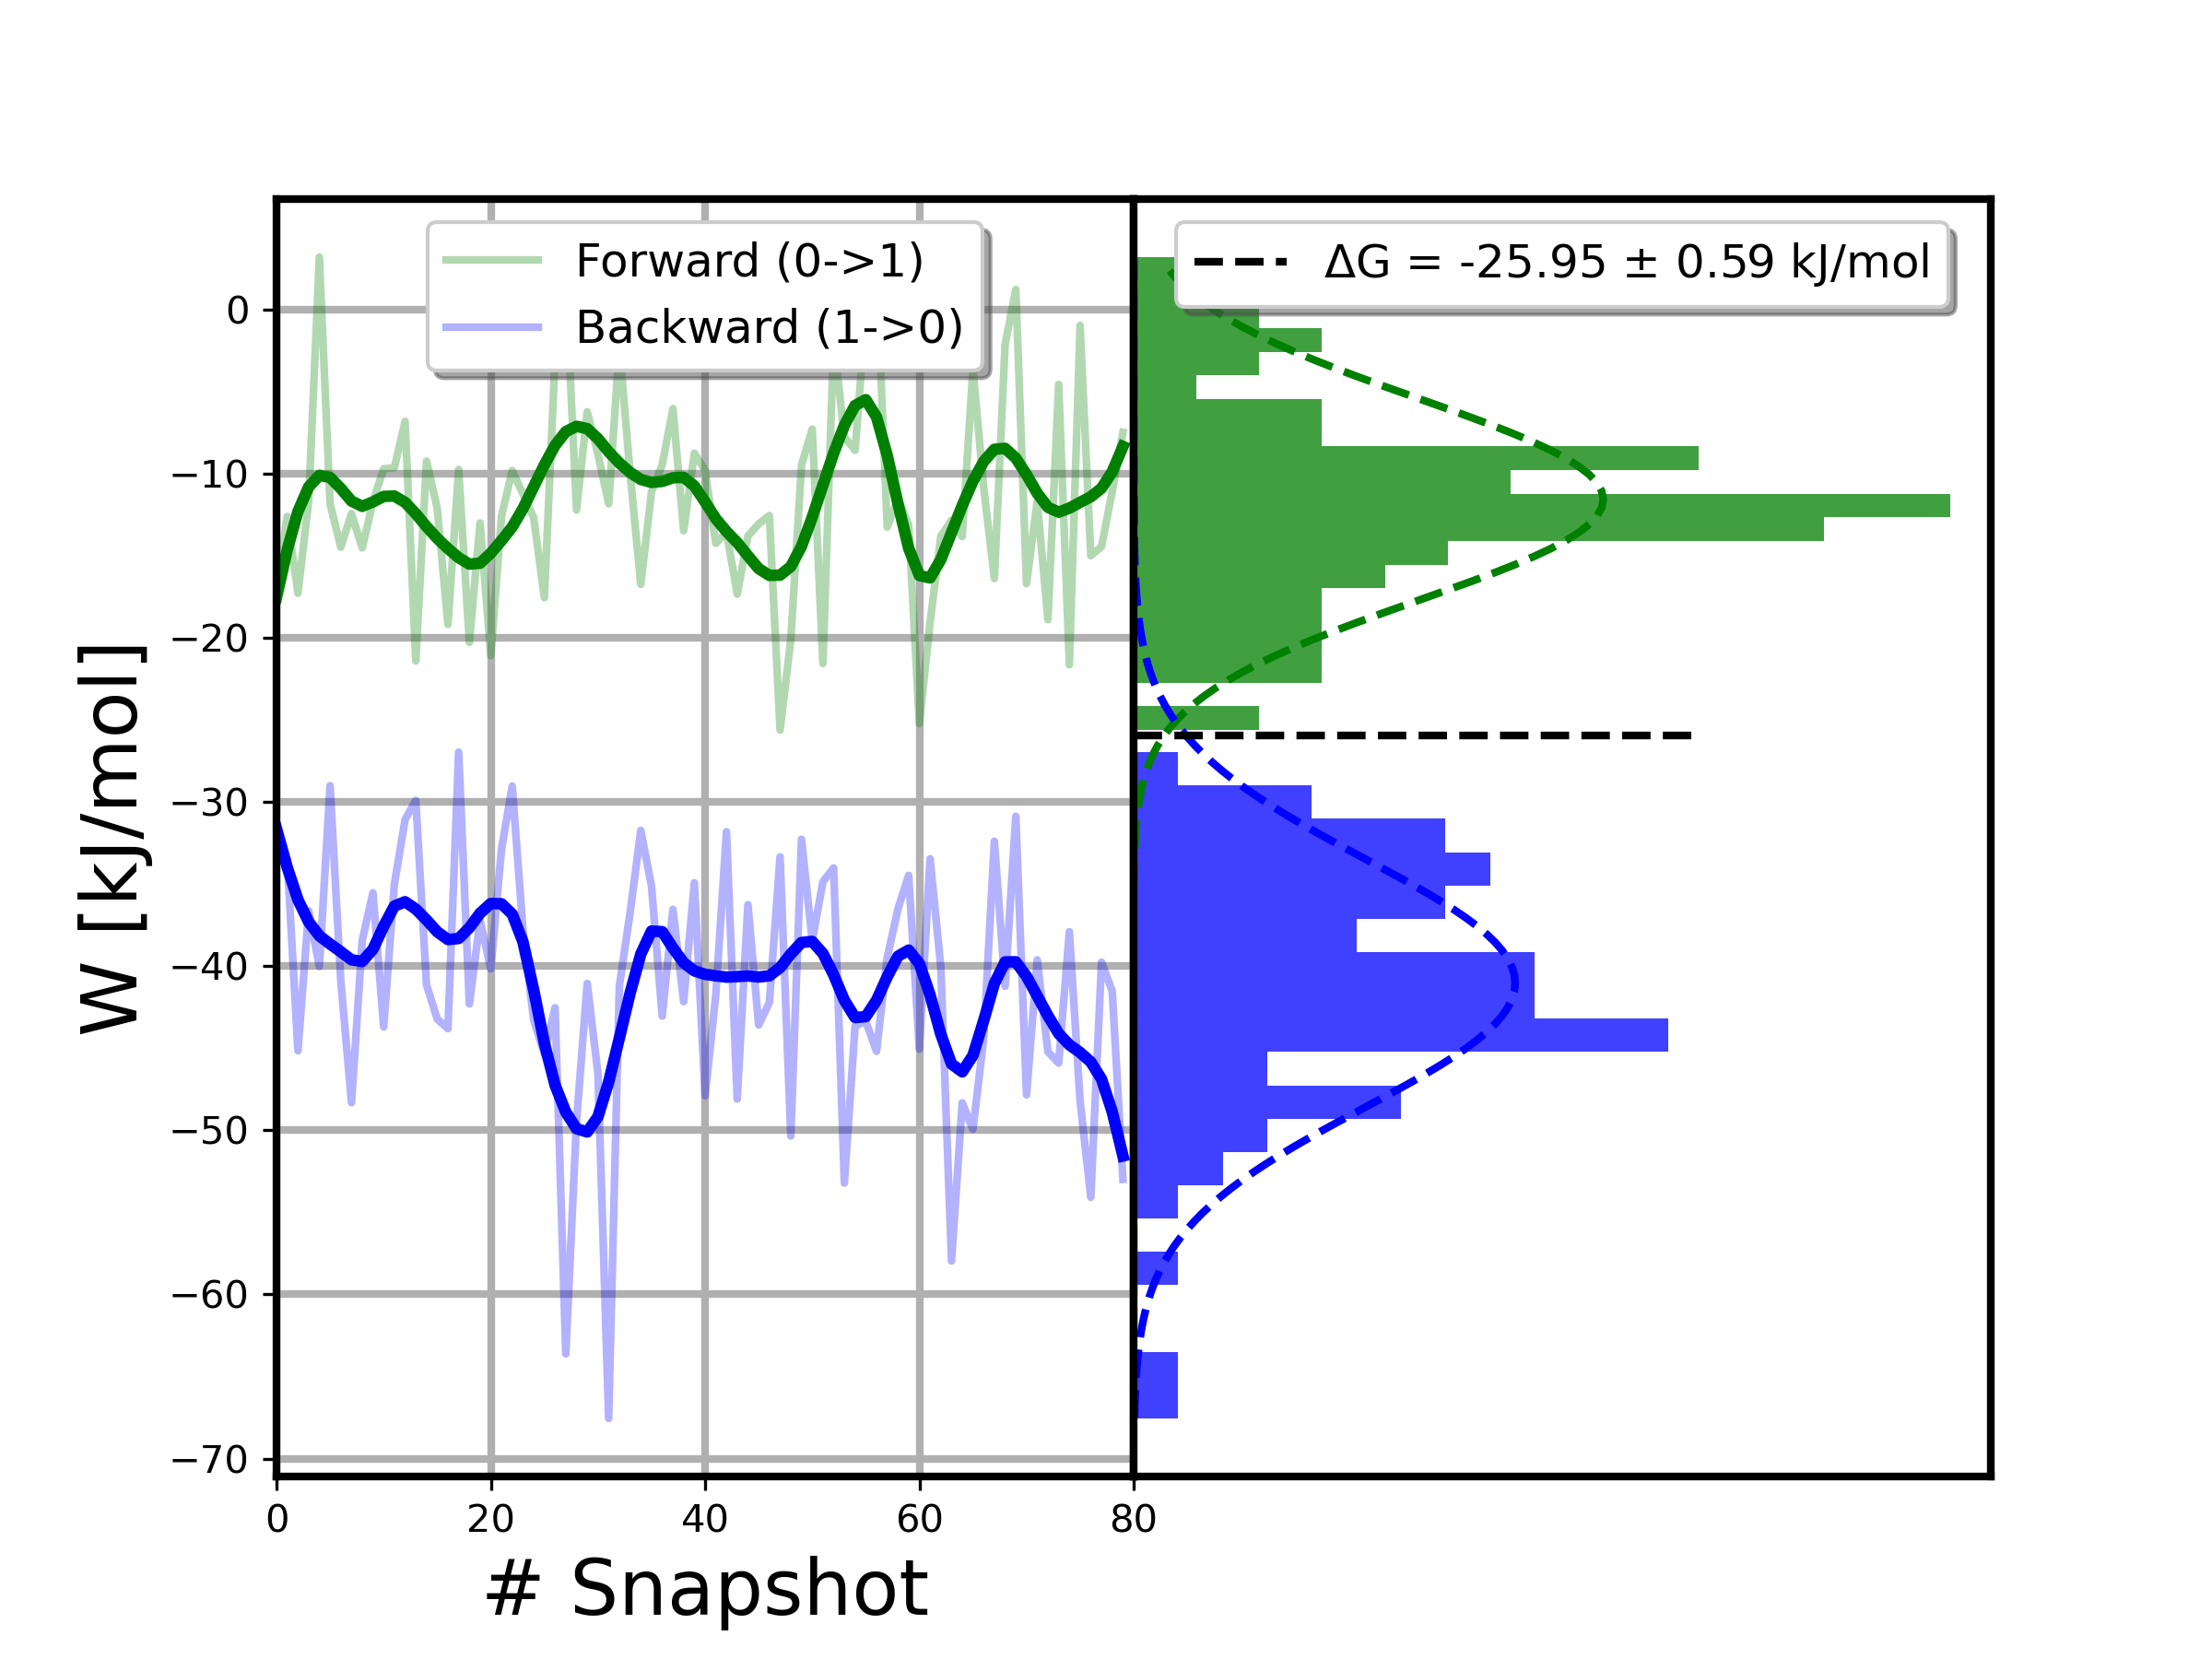 Forward (0->1)
Backward (1->0)
ΔG = -25.95 ± 0.59 kJ/mol
W [kJ/mol]
0
−10
−20
−30
−40
−50
−60
−70
0 20 40 60 80
# Snapshot